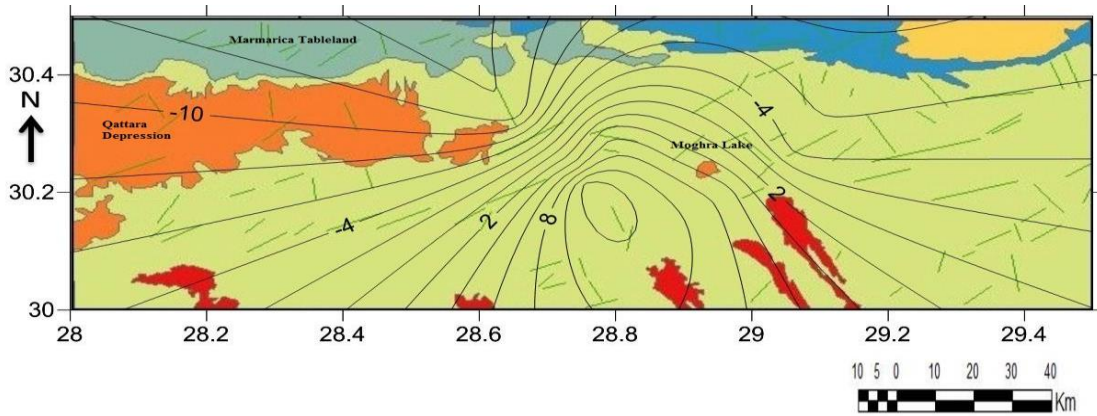 Marmarica Tableland
30.4
N
-10
-4
Qattara
Depression
Moghra Lake
30.2
2
-4
2
8
30
28
28.2
28.4
28.6
28.8
29
29.2
29.4
10 5 0 10 20 30 40
Km